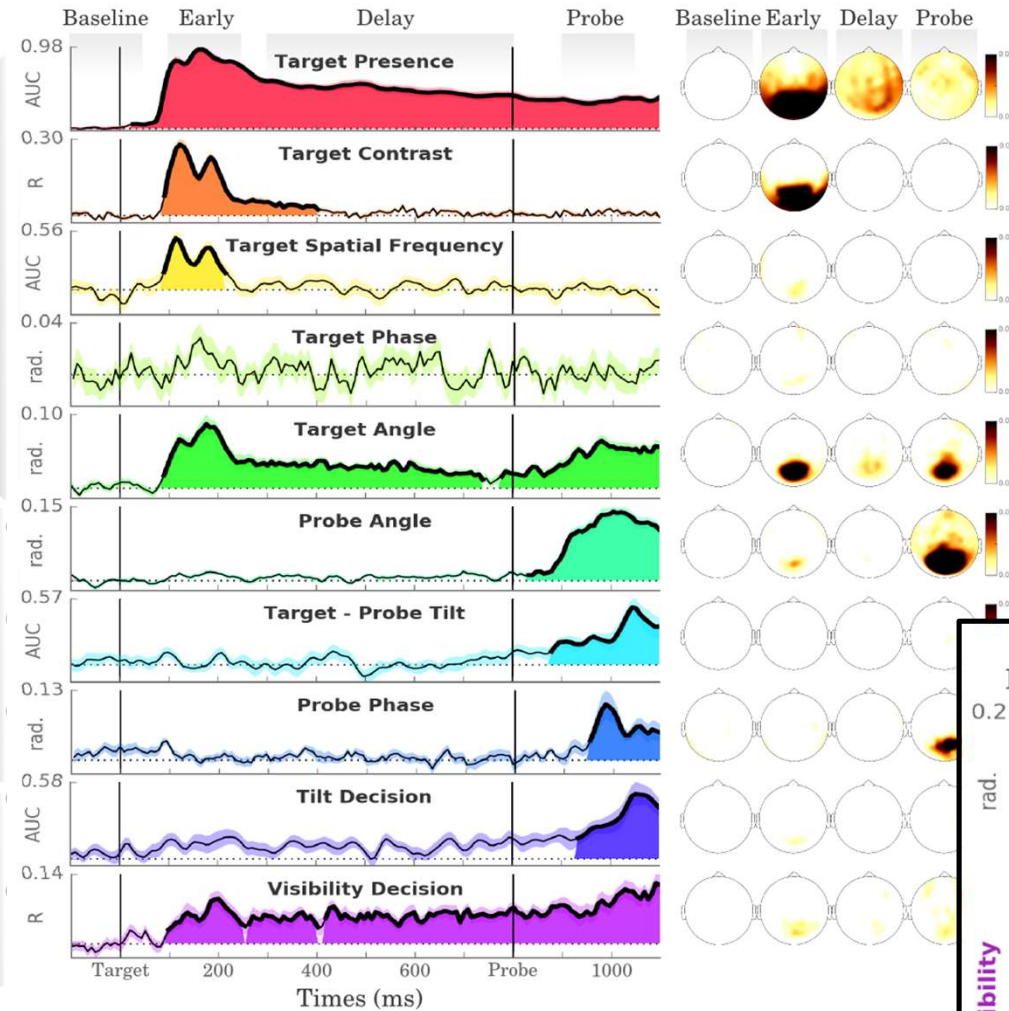 Baseline Early Delay Probe Baseline Early Delay Probe
0.98 AUC Target Presence
0.30 R Target Contrast
0.56 AUC Target Spatial Frequency
0.04 rad. Target Phase
0.10 rad. Target Angle
0.15 rad. Probe Angle
0.57 AUC Target - Probe Tilt
0.13 rad. Probe Phase
0.58 AUC Tilt Decision
0.14 R Visibility Decision
Target 200 400 600 Probe 1000
Times (ms)
0.2
rad.
ibility